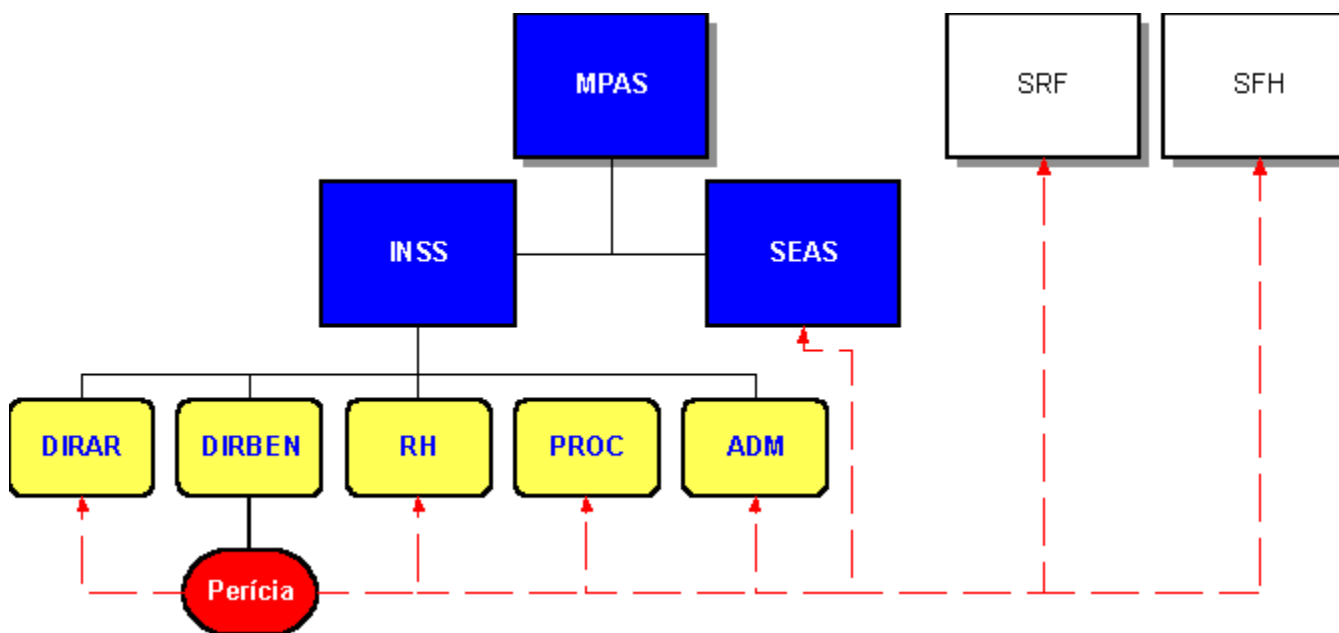 MPAS
SRF
SFH
INSS
SEAS
DIRAR
DIRBEN
RH
PROC
ADM
Perícia